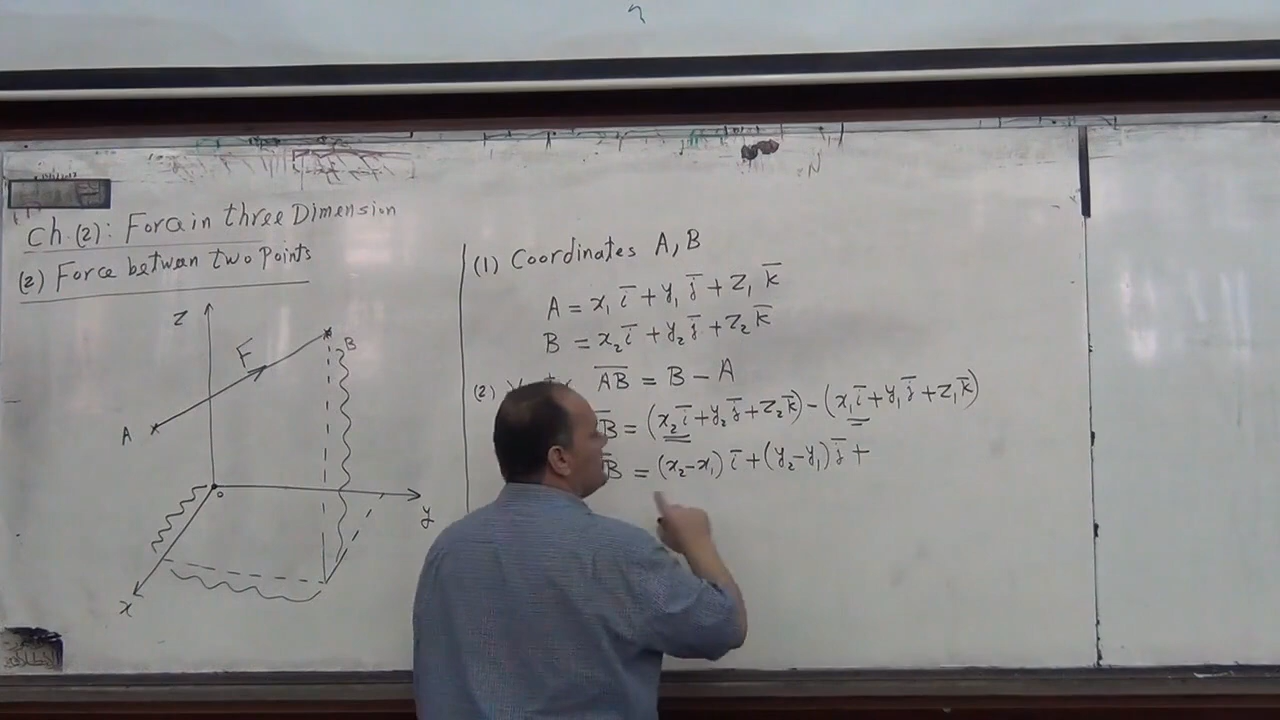 Ch.(2): Force in three Dimension
(2) Force between two Points
Z
F
B
A
o
y
x
(1) Coordinates A, B
A = x₁ i̅ + y₁ j̅ + z₁ k̅
B = x₂ i̅ + y₂ j̅ + z₂ k̅
(2) A̅B̅ = B - A
B̅ = (x₂ i̅ + y₂ j̅ + z₂ k̅) - (x₁ i̅ + y₁ j̅ + z₁ k̅)
B̅ = (x₂ - x₁) i̅ + (y₂ - y₁) j̅ +
N